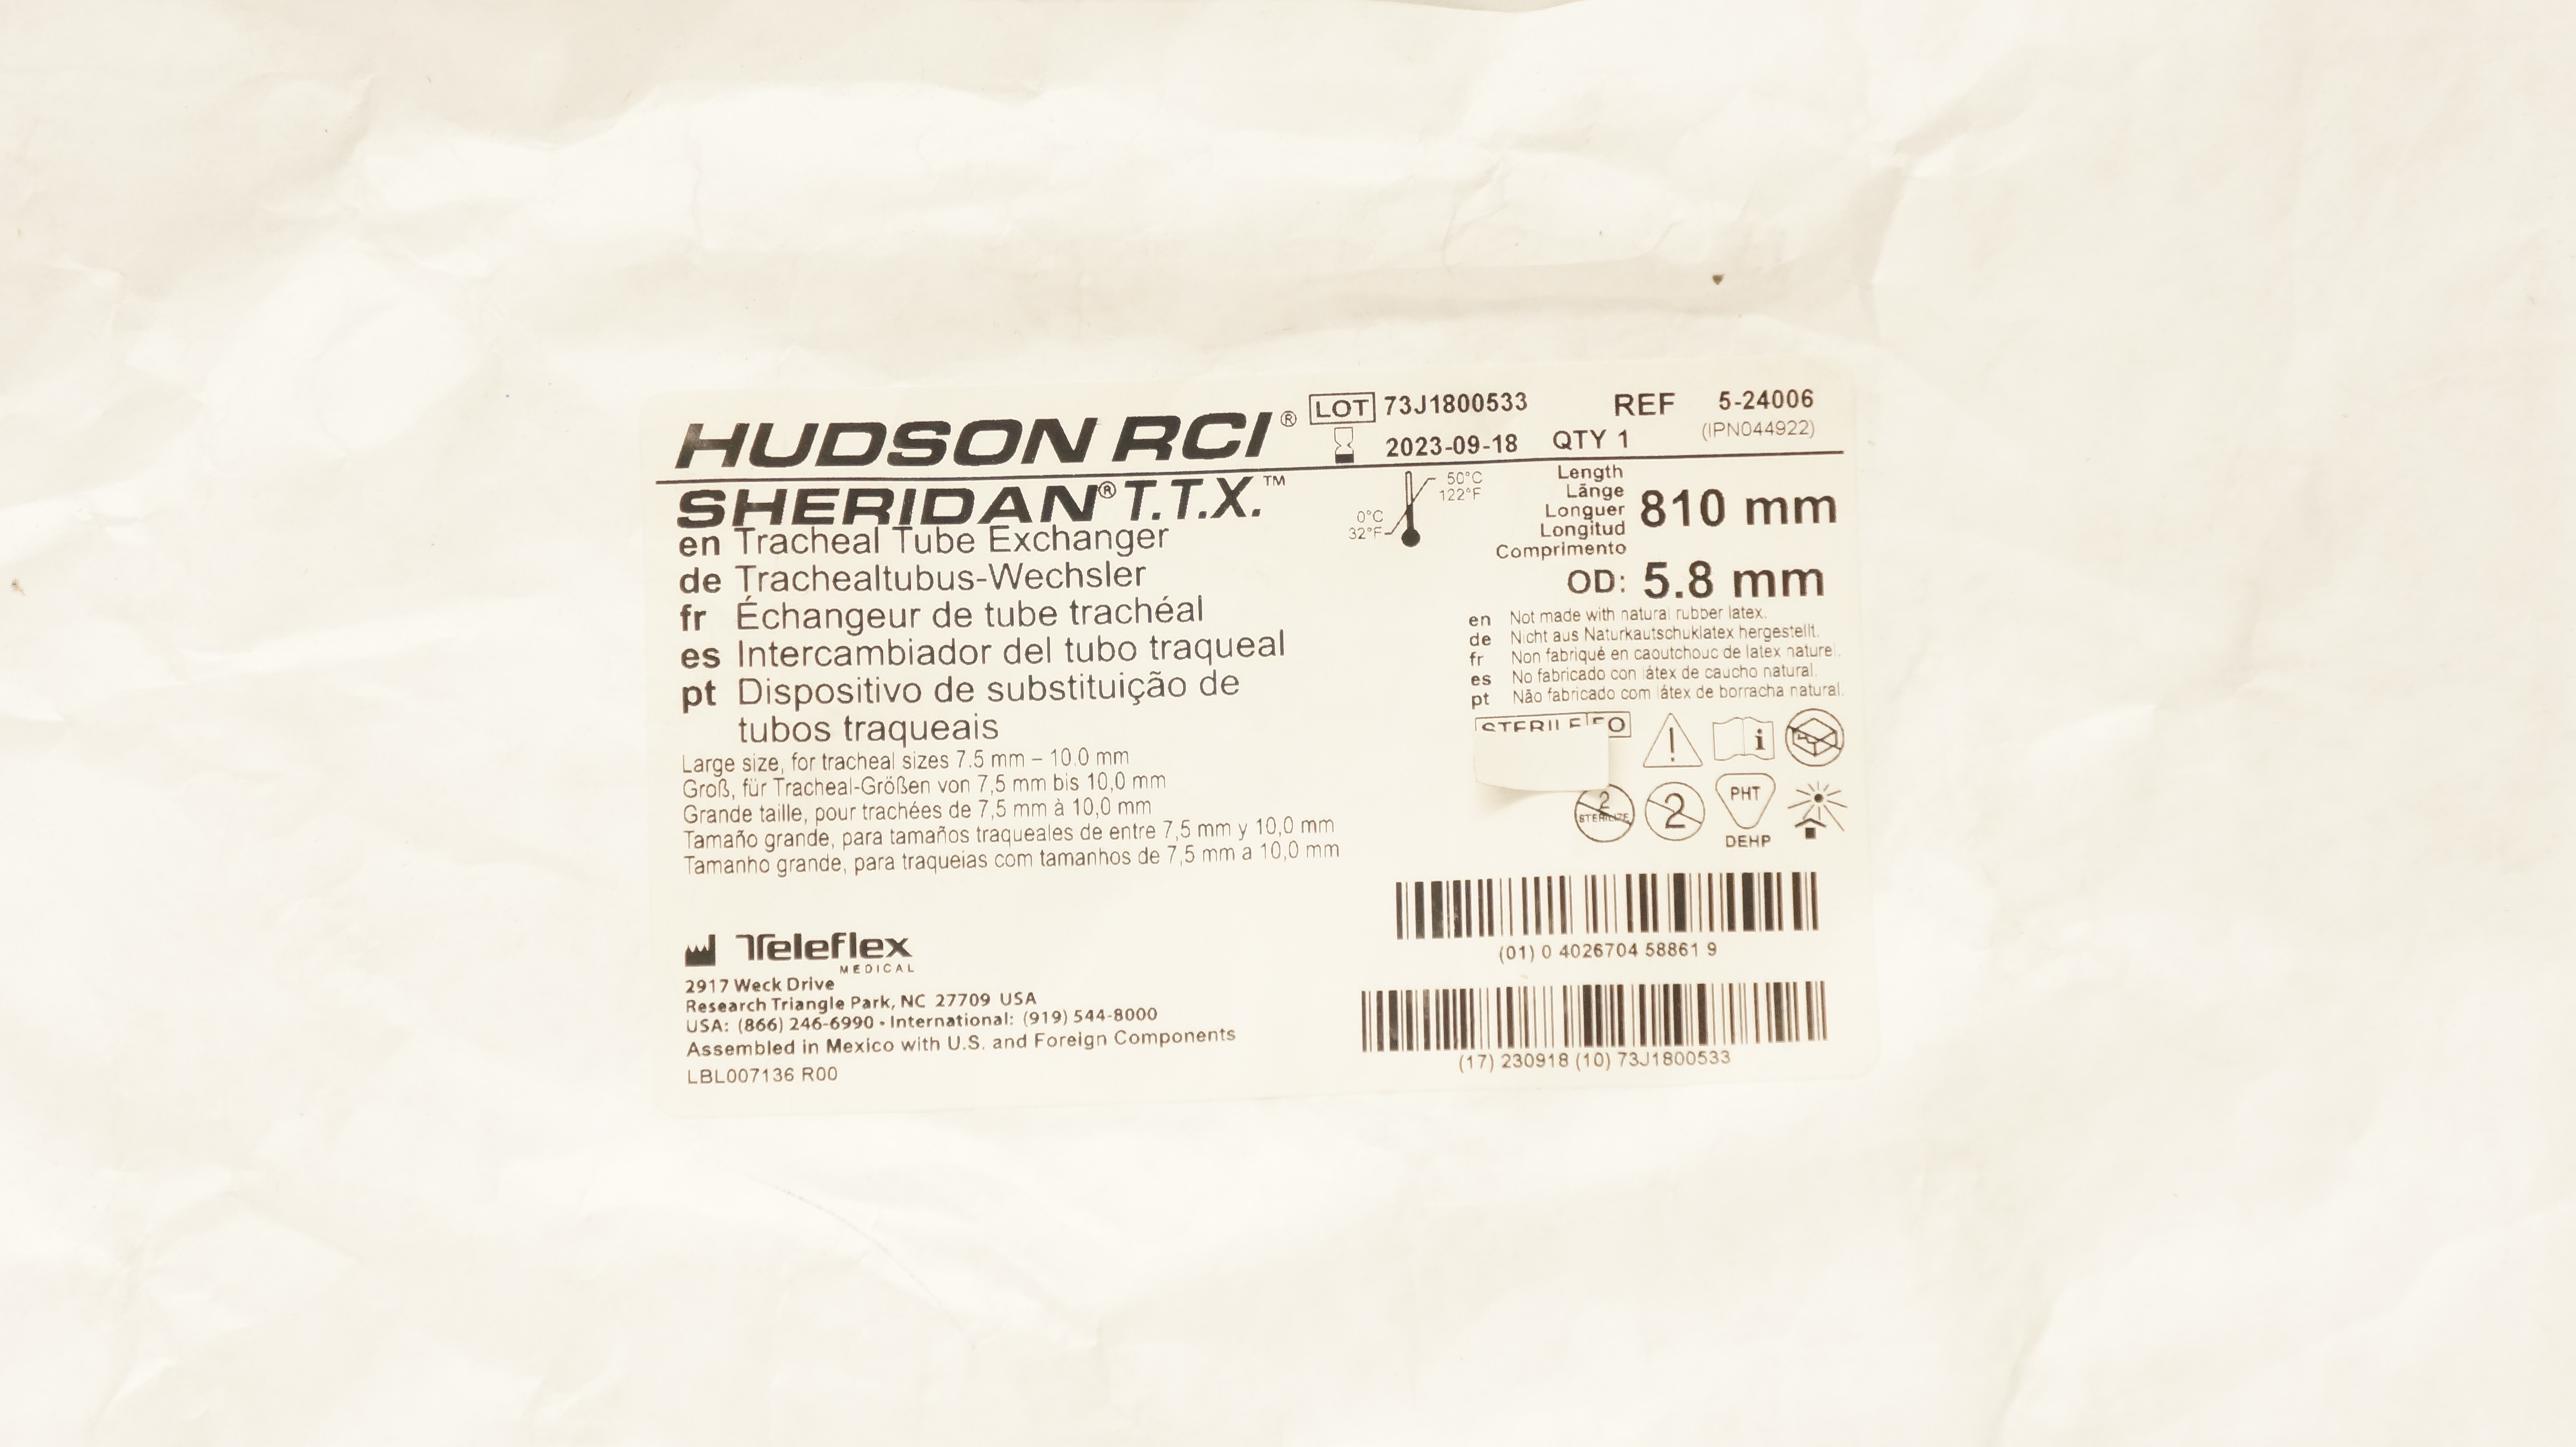 HUDSON RCI®
LOT 73J1800533
REF 5-24006
2023-09-18 QTY 1 (IPN044922)
SHERIDAN® T.T.X.™
en Tracheal Tube Exchanger
de Trachealtubus-Wechsler
fr Échangeur de tube trachéal
es Intercambiador del tubo traqueal
pt Dispositivo de substituição de
tubos traqueais
Large size, for tracheal sizes 7.5 mm – 10.0 mm
Groß, für Tracheal-Größen von 7,5 mm bis 10,0 mm
Grande taille, pour trachées de 7,5 mm à 10,0 mm
Tamaño grande, para tamaños traqueales de entre 7,5 mm y 10,0 mm
Tamanho grande, para traqueias com tamanhos de 7,5 mm a 10,0 mm
50°C
122°F
0°C
32°F
Length
Länge
Longuer
Longitud
Comprimento
810 mm
OD: 5.8 mm
en Not made with natural rubber latex.
de Nicht aus Naturkautschuklatex hergestellt.
fr Non fabriqué en caoutchouc de latex naturel.
es No fabricado con látex de caucho natural.
pt Não fabricado com látex de borracha natural.
STERILE EO
2
STERILIZE
2
PHT
DEHP
Teleflex
MEDICAL
2917 Weck Drive
Research Triangle Park, NC 27709 USA
USA: (866) 246-6990 • International: (919) 544-8000
Assembled in Mexico with U.S. and Foreign Components
LBL007136 R00
(01) 0 4026704 58861 9
(17) 230918 (10) 73J1800533